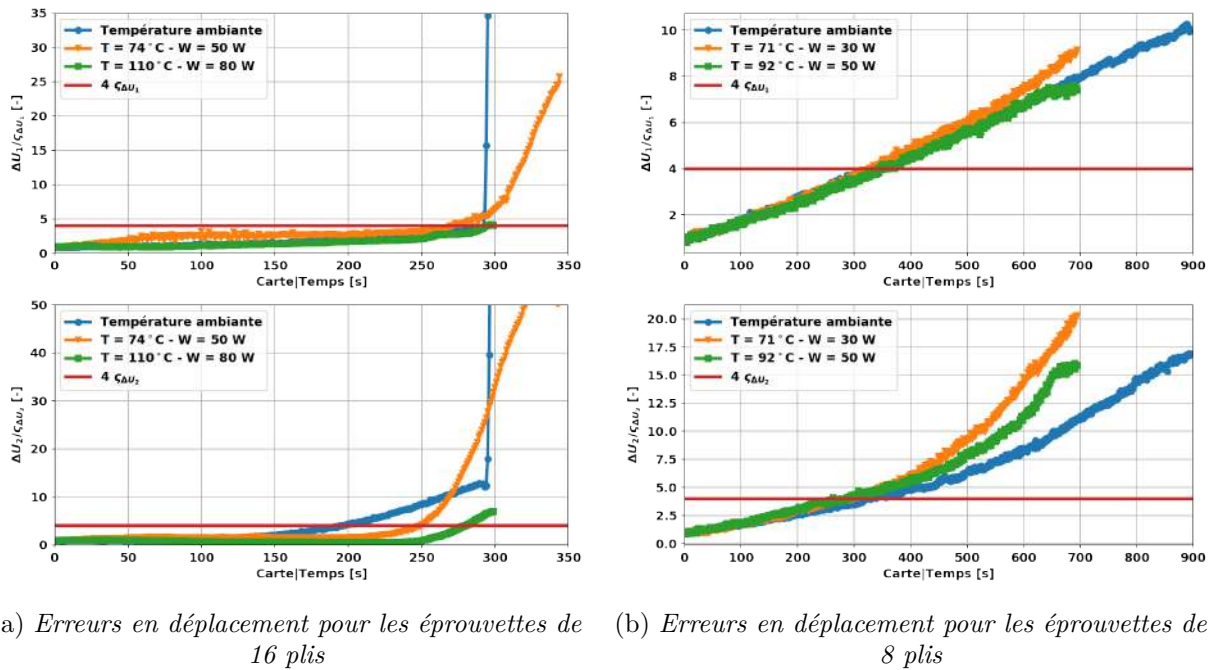 35
30
25
20
15
10
5
0
ΔU₁/ς_ΔU₁ [-]
Température ambiante
T = 74°C - W = 50 W
T = 110°C - W = 80 W
4 ς_ΔU₁
0 50 100 150 200 250 300 350
Carte|Temps [s]
50
40
30
20
10
0
ΔU₂/ς_ΔU₂ [-]
Température ambiante
T = 74°C - W = 50 W
T = 110°C - W = 80 W
4 ς_ΔU₂
0 50 100 150 200 250 300 350
Carte|Temps [s]
a) Erreurs en déplacement pour les éprouvettes de
16 plis
10
8
6
4
2
ΔU₁/ς_ΔU₁ [-]
Température ambiante
T = 71°C - W = 30 W
T = 92°C - W = 50 W
4 ς_ΔU₁
0 100 200 300 400 500 600 700 800 900
Carte|Temps [s]
20.0
17.5
15.0
12.5
10.0
7.5
5.0
2.5
0.0
ΔU₂/ς_ΔU₂ [-]
Température ambiante
T = 71°C - W = 30 W
T = 92°C - W = 50 W
4 ς_ΔU₂
0 100 200 300 400 500 600 700 800 900
Carte|Temps [s]
(b) Erreurs en déplacement pour les éprouvettes de
8 plis